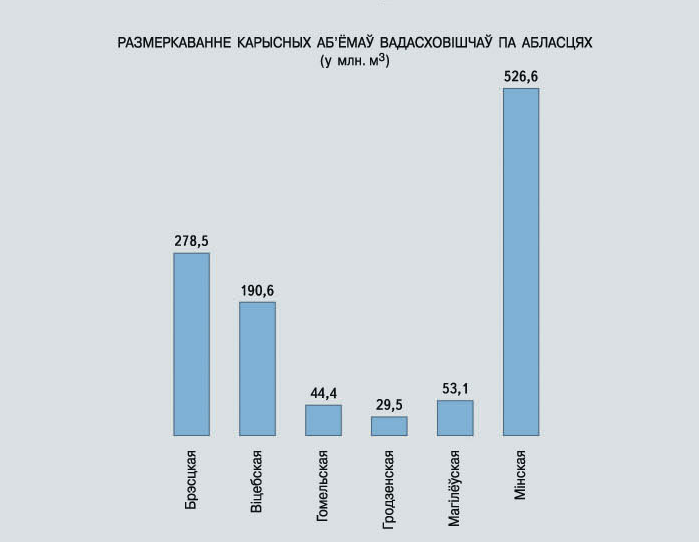 РАЗМЕРКАВАННЕ КАРЫСНЫХ АБ’ЁМАЎ ВАДАСХОВІШЧАЎ ПА АБЛАСЦЯХ
(у млн. м³)
526,6
278,5
190,6
44,4
29,5
53,1
Брэсцкая
Віцебская
Гомельская
Гродзенская
Магілёўская
Мінская